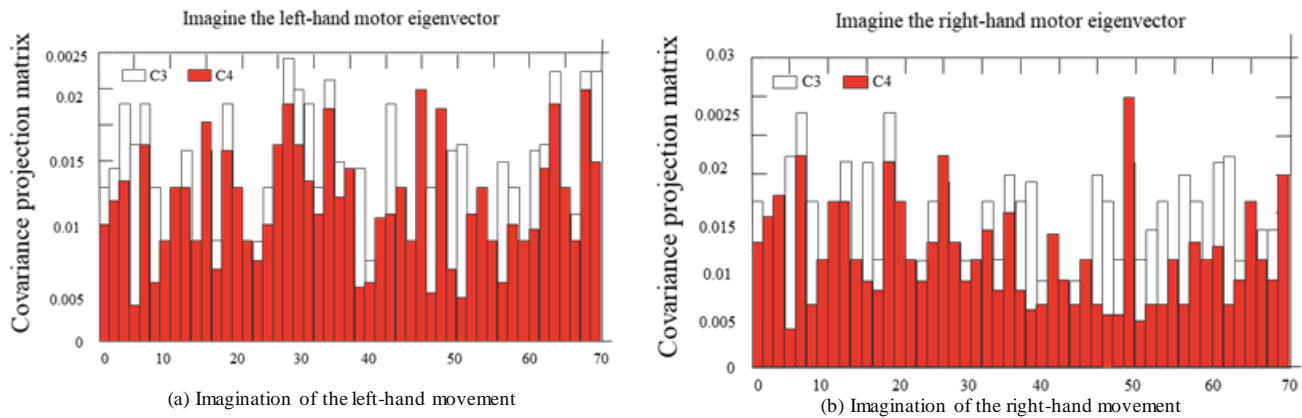 Imagine the left-hand motor eigenvector
Covariance projection matrix
0.0025
0.02
0.015
0.01
0.005
0
C3
C4
0
10
20
30
40
50
60
70
(a) Imagination of the left-hand movement
Imagine the right-hand motor eigenvector
Covariance projection matrix
0.03
0.0025
0.02
0.015
0.01
0.005
0
C3
C4
0
10
20
30
40
50
60
70
(b) Imagination of the right-hand movement